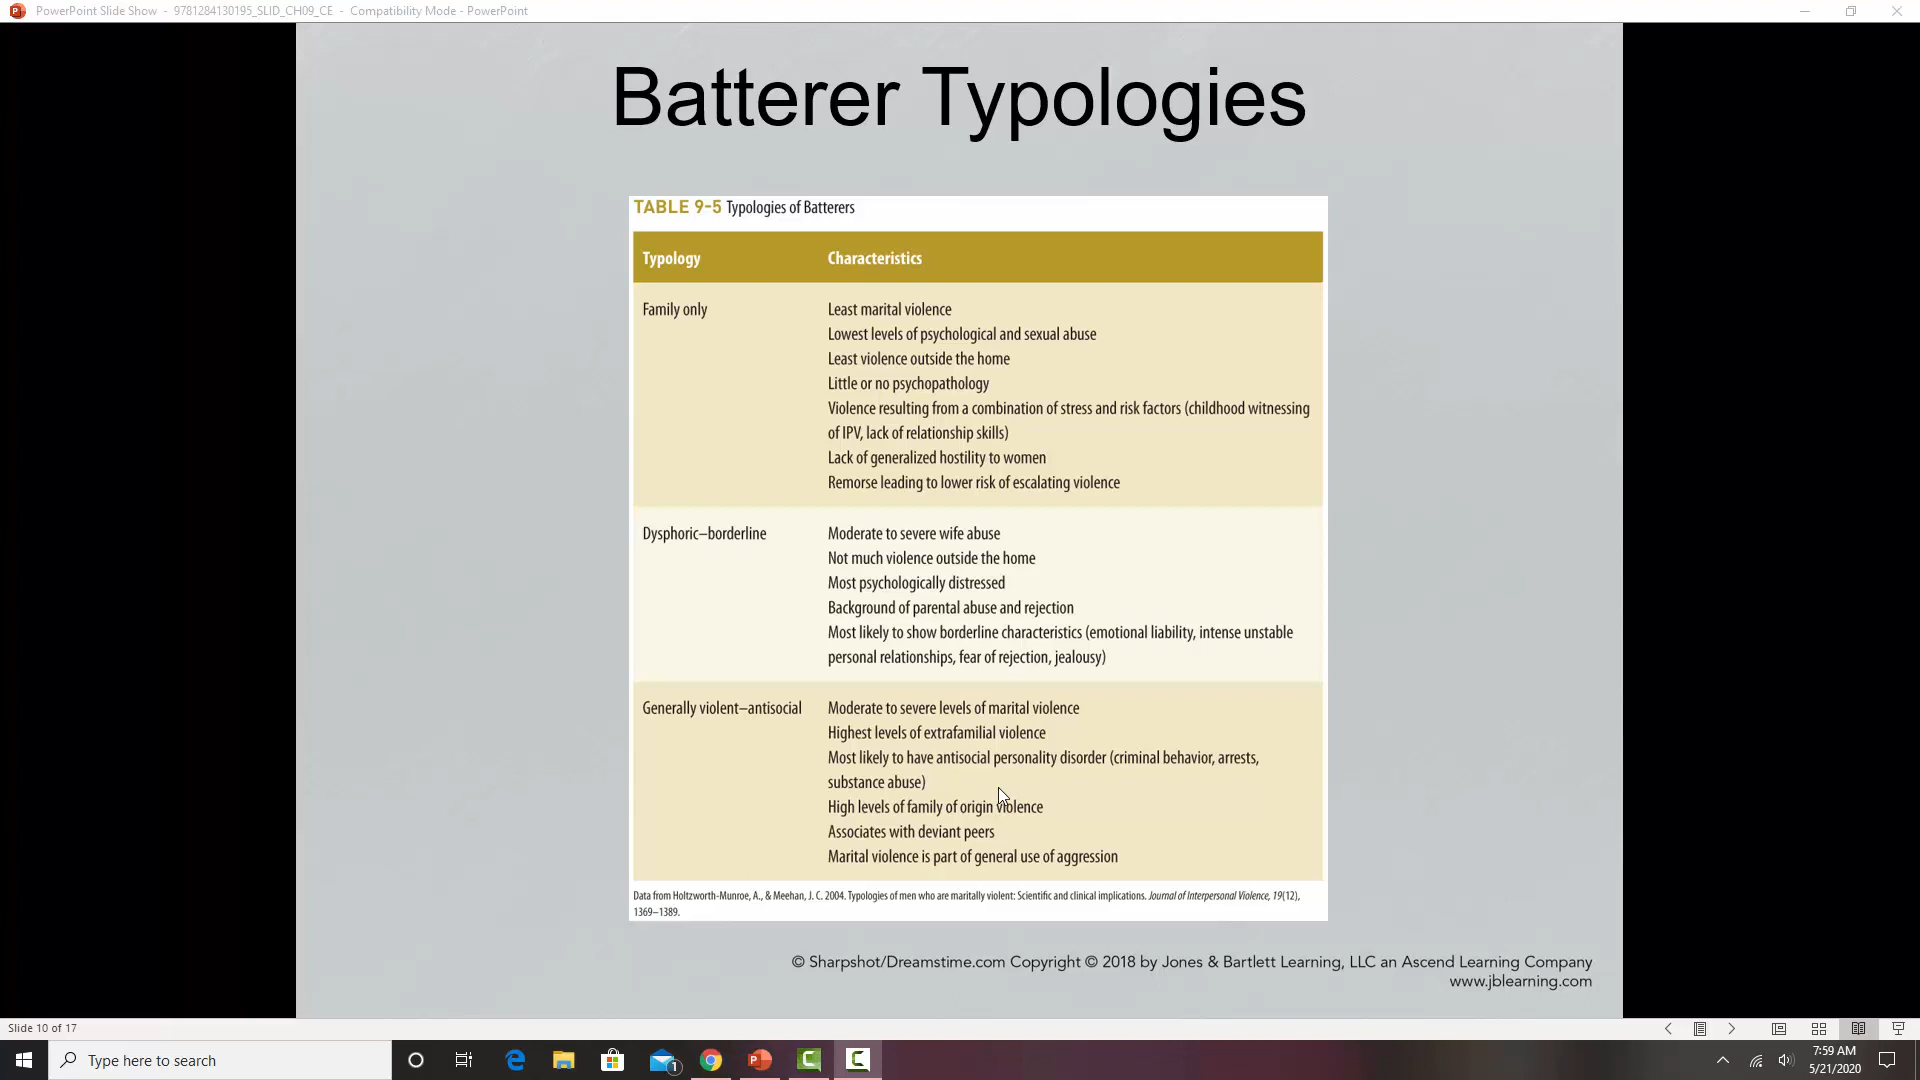 PowerPoint Slide Show - 9781284130195_SLID_CH09_CE - Compatibility Mode - PowerPoint
Batterer Typologies
TABLE 9-5 Typologies of Batterers
Typology Characteristics
Family only Least marital violence
Lowest levels of psychological and sexual abuse
Least violence outside the home
Little or no psychopathology
Violence resulting from a combination of stress and risk factors (childhood witnessing
of IPV, lack of relationship skills)
Lack of generalized hostility to women
Remorse leading to lower risk of escalating violence
Dysphoric–borderline Moderate to severe wife abuse
Not much violence outside the home
Most psychologically distressed
Background of parental abuse and rejection
Most likely to show borderline characteristics (emotional liability, intense unstable
personal relationships, fear of rejection, jealousy)
Generally violent–antisocial Moderate to severe levels of marital violence
Highest levels of extrafamilial violence
Most likely to have antisocial personality disorder (criminal behavior, arrests,
substance abuse)
High levels of family of origin violence
Associates with deviant peers
Marital violence is part of general use of aggression
Data from Holtzworth-Munroe, A., & Meehan, J. C. 2004. Typologies of men who are maritally violent: Scientific and clinical implications. Journal of Interpersonal Violence, 19(12),
1369–1389.
© Sharpshot/Dreamstime.com Copyright © 2018 by Jones & Bartlett Learning, LLC an Ascend Learning Company
www.jblearning.com
Slide 10 of 17
Type here to search
1
7:59 AM
5/21/2020